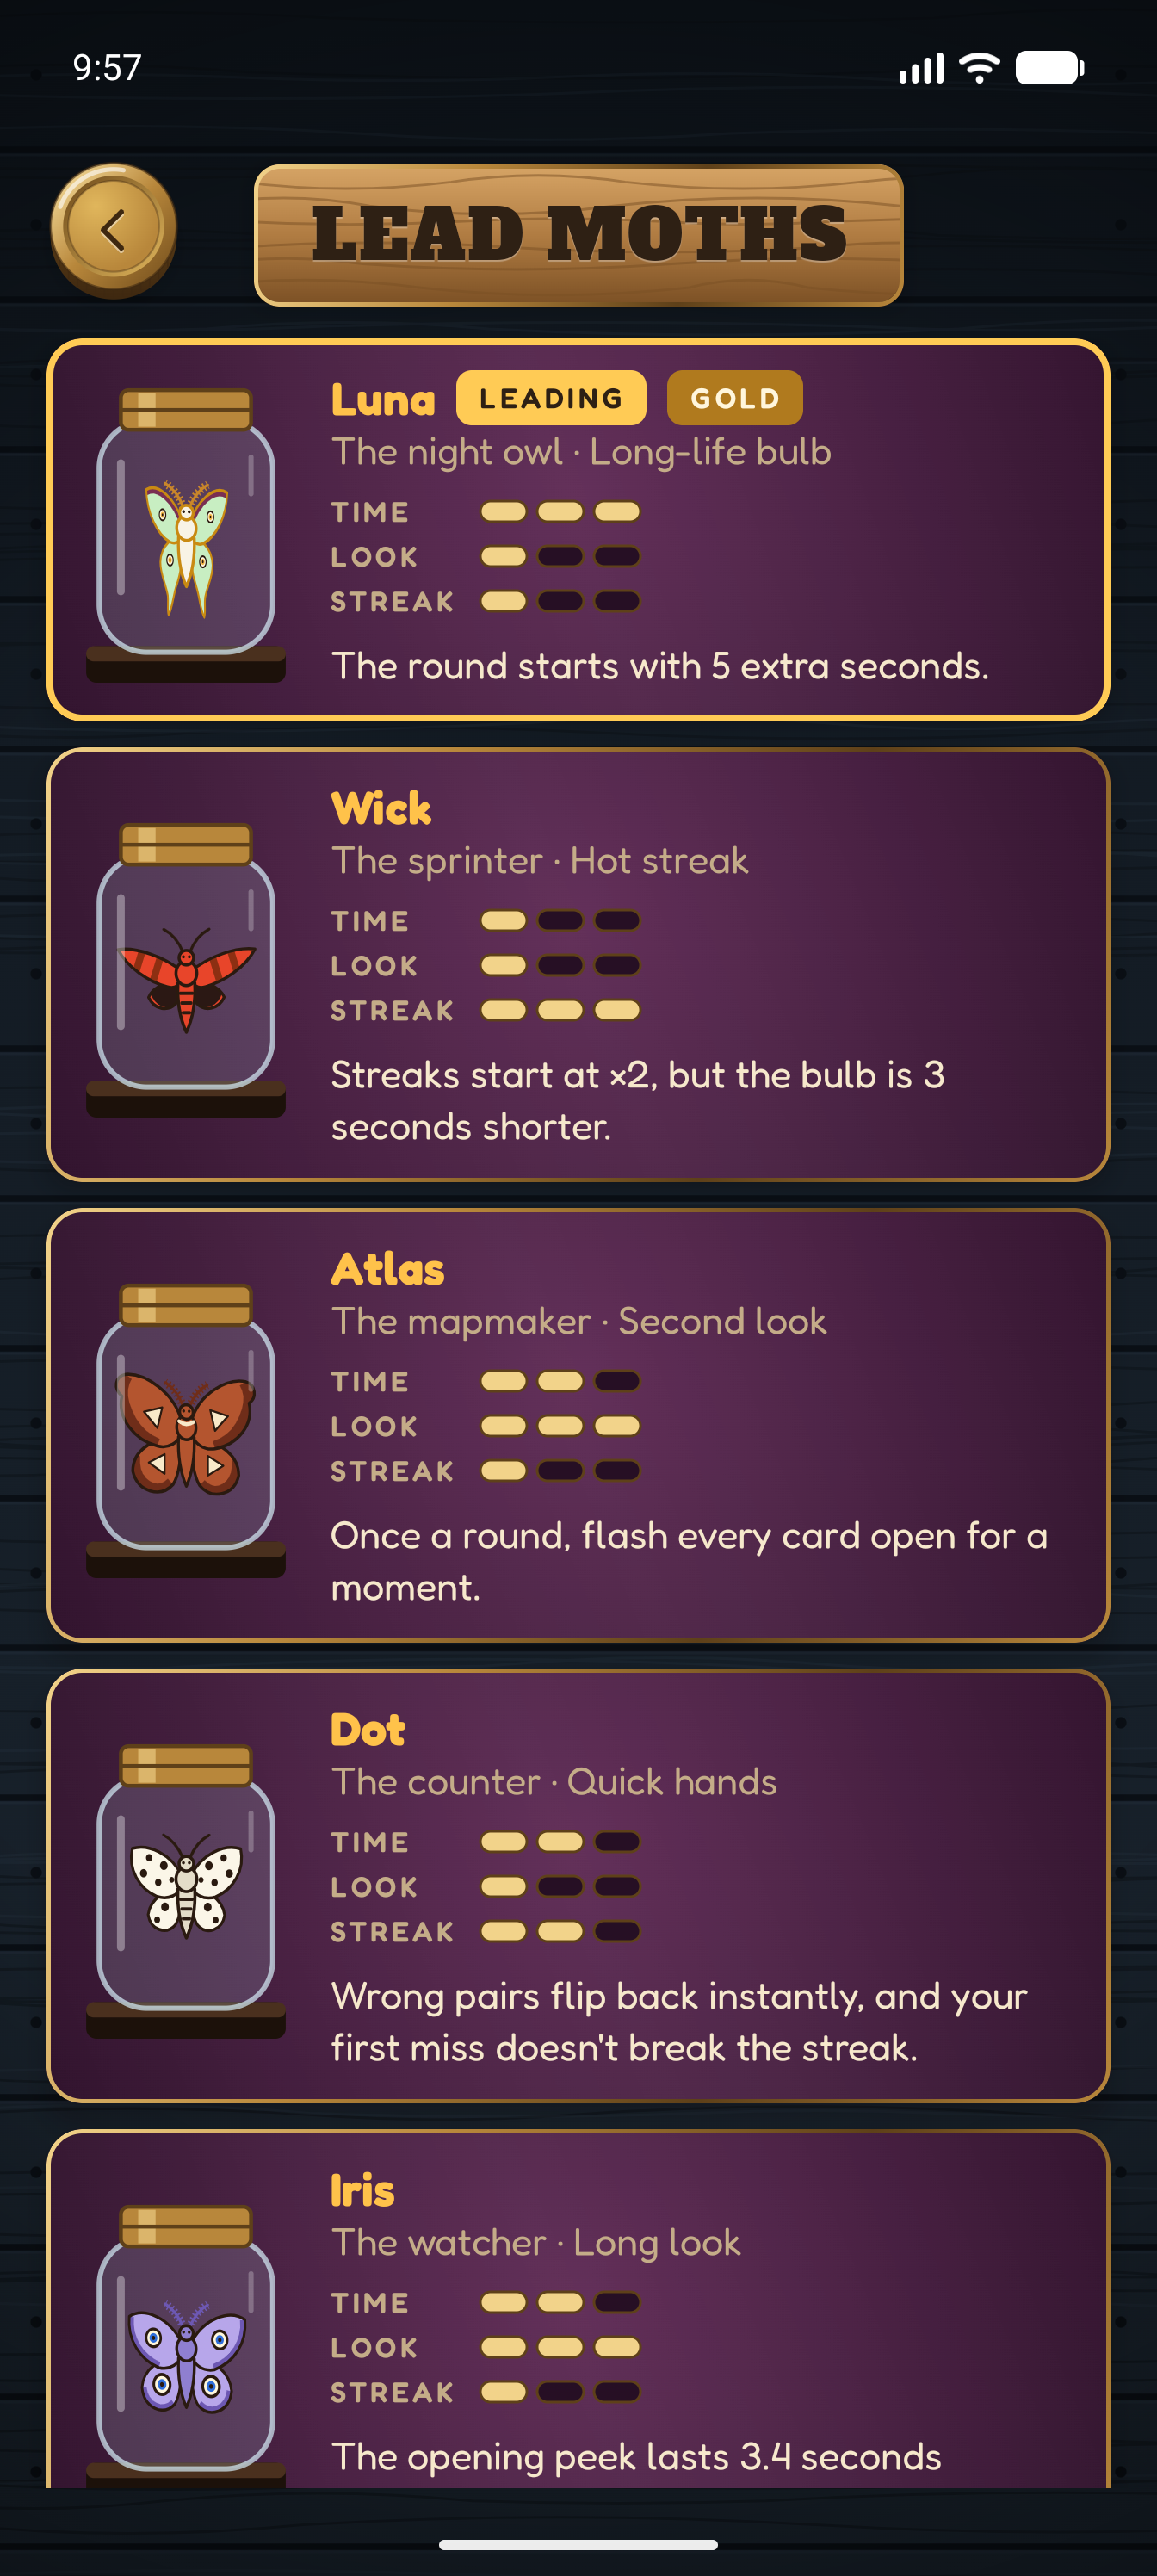 9:57
LEAD MOTHS
Luna LEADING GOLD
The night owl · Long-life bulb
TIME
LOOK
STREAK
The round starts with 5 extra seconds.
Wick
The sprinter · Hot streak
TIME
LOOK
STREAK
Streaks start at ×2, but the bulb is 3
seconds shorter.
Atlas
The mapmaker · Second look
TIME
LOOK
STREAK
Once a round, flash every card open for a
moment.
Dot
The counter · Quick hands
TIME
LOOK
STREAK
Wrong pairs flip back instantly, and your
first miss doesn't break the streak.
Iris
The watcher · Long look
TIME
LOOK
STREAK
The opening peek lasts 3.4 seconds